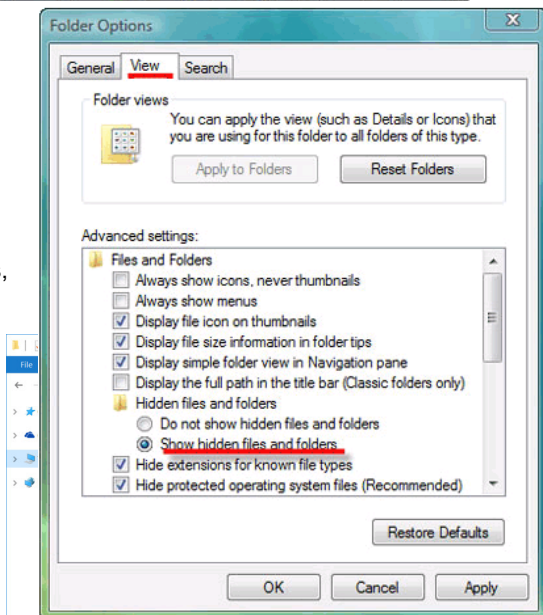 Folder Options
General View Search
Folder views
You can apply the view (such as Details or Icons) that
you are using for this folder to all folders of this type.
Apply to Folders Reset Folders
Advanced settings:
Files and Folders
Always show icons, never thumbnails
Always show menus
Display file icon on thumbnails
Display file size information in folder tips
Display simple folder view in Navigation pane
Display the full path in the title bar (Classic folders only)
Hidden files and folders
Do not show hidden files and folders
Show hidden files and folders
Hide extensions for known file types
Hide protected operating system files (Recommended)
Restore Defaults
OK Cancel Apply
,
File